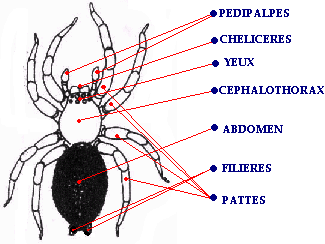 PEDIPALPES
CHELICERES
YEUX
CEPHALOTHORAX
ABDOMEN
FILIERES
PATTES